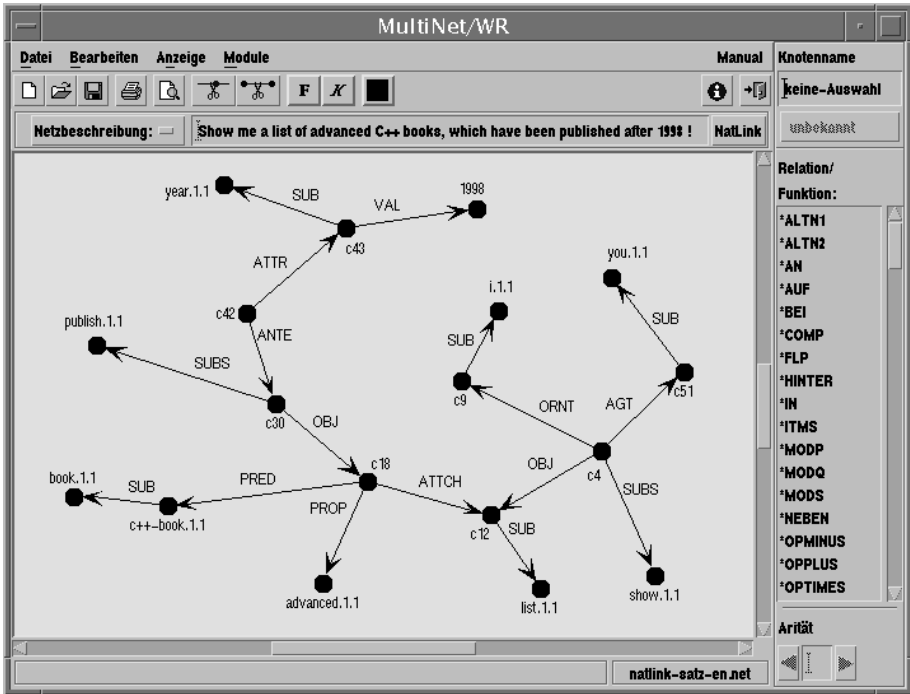 MultiNet/WR
Datei Bearbeiten Anzeige Module Manual
F K
Netzbeschreibung: Show me a list of advanced C++ books, which have been published after 1998 ! NatLink
year.1.1
SUB
VAL
1998
c43
ATTR
you.1.1
i.1.1
c42
publish.1.1
ANTE
SUB
SUB
SUBS
c9
c51
ORNT
AGT
c30
OBJ
book.1.1
SUB
PRED
c18
ATTCH
OBJ
c4
SUBS
c++-book.1.1
PROP
c12
SUB
advanced.1.1
list.1.1
show.1.1
natlink-satz-en.net
Knotenname
keine-Auswahl
unbekannt
Relation/
Funktion:
*ALTN1
*ALTN2
*AN
*AUF
*BEI
*COMP
*FLP
*HINTER
*IN
*ITMS
*MODP
*MODQ
*MODS
*NEBEN
*OPMINUS
*OPPLUS
*OPTIMES
Arität